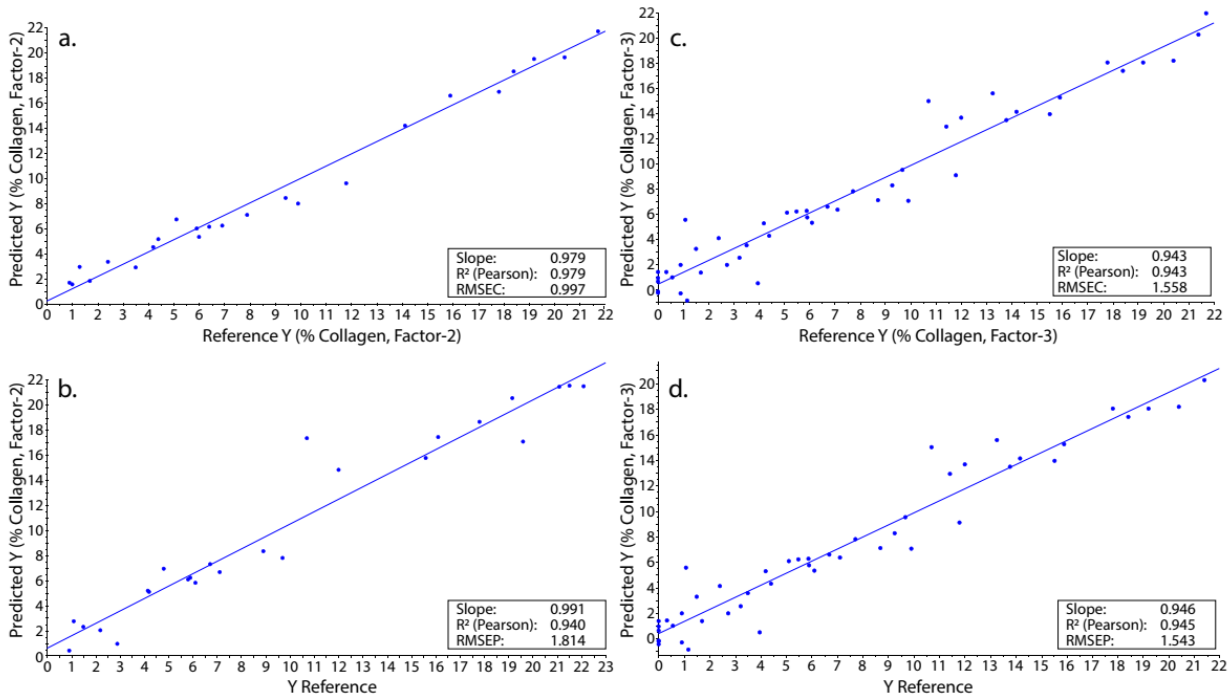 a.
Predicted Y (% Collagen, Factor-2)
22
20
18
16
14
12
10
8
6
4
2
0
0 1 2 3 4 5 6 7 8 9 10 11 12 13 14 15 16 17 18 19 20 21 22
Reference Y (% Collagen, Factor-2)
Slope: 0.979
R² (Pearson): 0.979
RMSEC: 0.997
c.
Predicted Y (% Collagen, Factor-3)
22
20
18
16
14
12
10
8
6
4
2
0
0 1 2 3 4 5 6 7 8 9 10 11 12 13 14 15 16 17 18 19 20 21 22
Reference Y (% Collagen, Factor-3)
Slope: 0.943
R² (Pearson): 0.943
RMSEC: 1.558
b.
Predicted Y (% Collagen, Factor-2)
22
20
18
16
14
12
10
8
6
4
2
0
0 1 2 3 4 5 6 7 8 9 10 11 12 13 14 15 16 17 18 19 20 21 22 23
Y Reference
Slope: 0.991
R² (Pearson): 0.940
RMSEP: 1.814
d.
Predicted Y (% Collagen, Factor-3)
20
18
16
14
12
10
8
6
4
2
0
0 1 2 3 4 5 6 7 8 9 10 11 12 13 14 15 16 17 18 19 20 21 22
Y Reference
Slope: 0.946
R² (Pearson): 0.945
RMSEP: 1.543